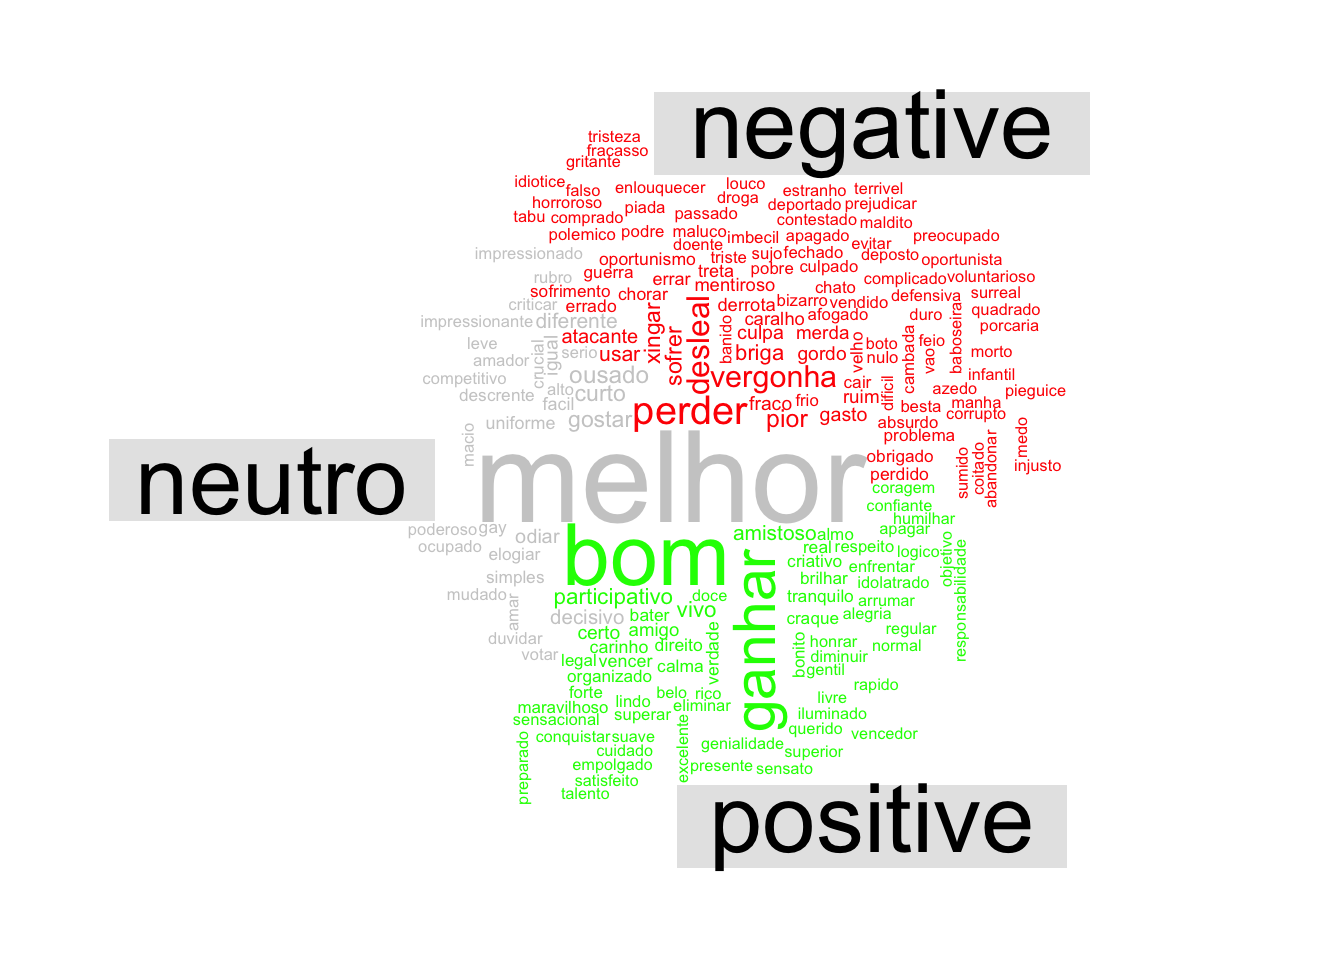 negative
tristeza
fracasso
gritante
idiotice
falso
enlouquecer
louco
estranho
terrivel
horroroso
piada
droga
deportado
prejudicar
tabu
comprado
passado
contestado
maldito
polemico
podre
maluco
imbecil
apagado
preocupado
doente
evitar
impressionado
oportunismo
triste
sujo
fechado
deposto
oportunista
rubro
guerra
treta
pobre
culpado
errar
mentiroso
complicado
voluntarioso
sofrimento
chorar
chato
defensiva
surreal
criticar
errado
derrota
bizarro
vendido
quadrado
impressionante
diferente
xingar
desleal
caralho
afogado
duro
baboseira
porcaria
leve
crucial
igual
atacante
sofrer
banido
culpa
merda
velho
boto
cambada
feio
amador
serio
usar
briga
gordo
nulo
vao
morto
competitivo
ousado
vergonha
cair
dificil
infantil
descrente
alto
curto
ruim
azedo
pieguice
facil
perder
fraco
frio
besta
manha
uniforme
gostar
pior
gasto
absurdo
corrupto
macio
problema
medo
neutro
melhor
obrigado
sumido
coitado
abandonar
injusto
perdido
coragem
confiante
humilhar
poderoso
gay
odiar
bom
amistoso
almo
apagar
ocupado
elogiar
real
respeito
logico
objetivo
responsabilidade
ganhar
criativo
enfrentar
simples
brilhar
idolatrado
mudado
amar
participativo
doce
tranquilo
arrumar
decisivo
bater
vivo
craque
alegria
duvidar
certo
amigo
verdade
regular
votar
carinho
direito
bonito
honrar
normal
legal
vencer
calma
diminuir
organizado
gentil
forte
belo
rico
rapido
maravilhoso
lindo
eliminar
livre
sensacional
superar
iluminado
preparado
conquistar
suave
excelente
querido
vencedor
cuidado
genialidade
superior
empolgado
presente
sensato
satisfeito
talento
positive